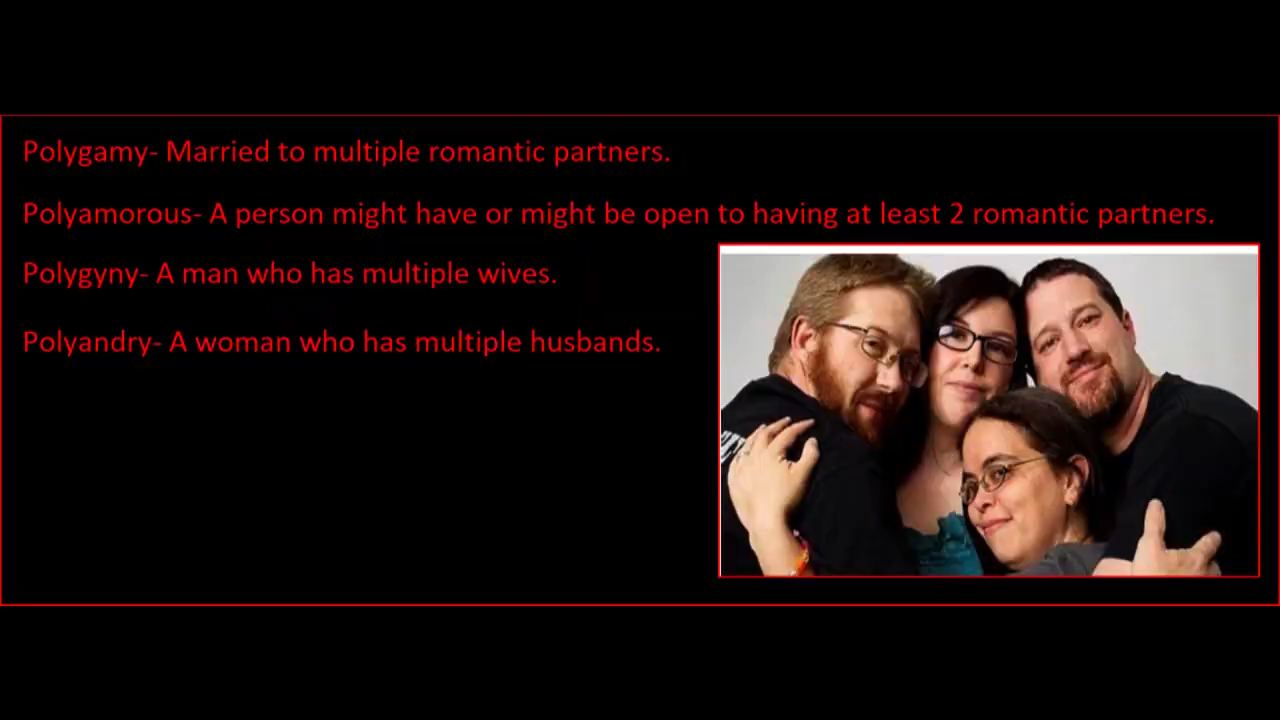 Polygamy- Married to multiple romantic partners.
Polyamorous- A person might have or might be open to having at least 2 romantic partners.
Polygyny- A man who has multiple wives.
Polyandry- A woman who has multiple husbands.